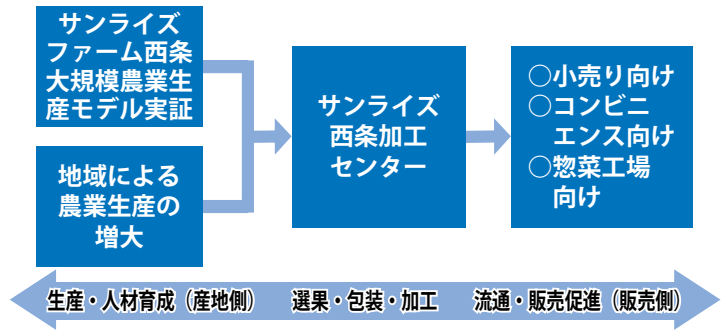 サンライズ
ファーム西条
大規模農業生
産モデル実証
地域による
農業生産の
増大
サンライズ
西条加工
センター
○小売り向け
○コンビニ
エンス向け
○惣菜工場
向け
生産・人材育成（産地側） 選果・包装・加工 流通・販売促進（販売側）